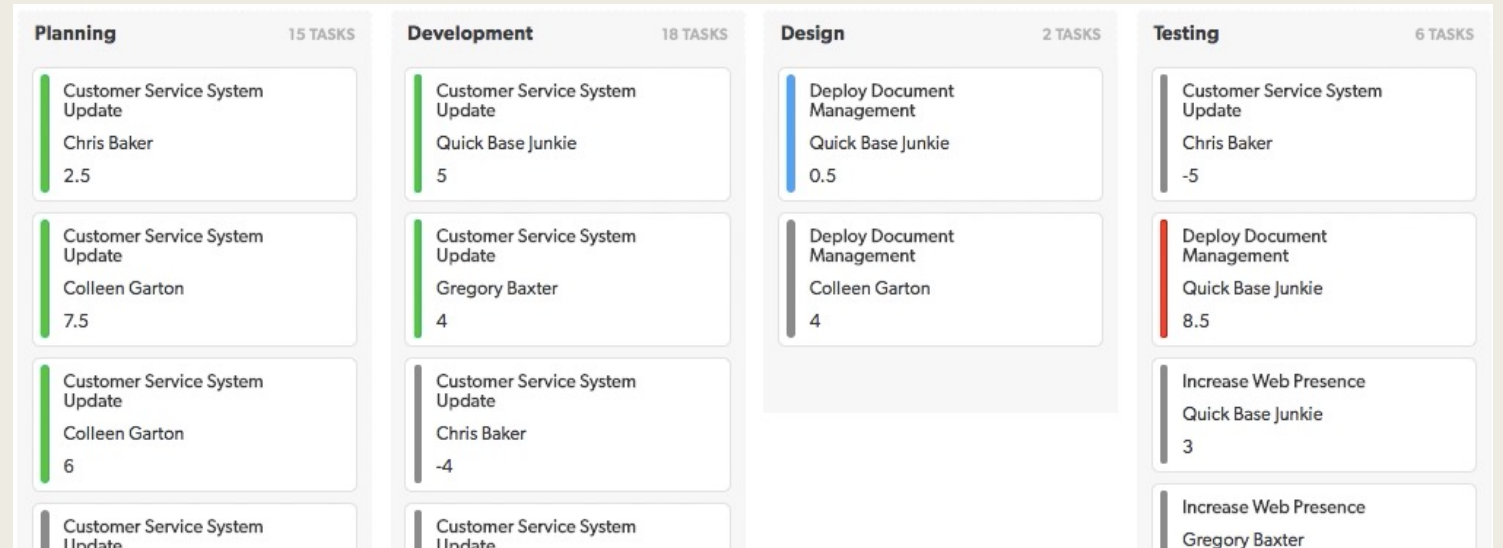 Planning 15 TASKS
Customer Service System
Update
Chris Baker
2.5
Customer Service System
Update
Colleen Garton
7.5
Customer Service System
Update
Colleen Garton
6
Customer Service System
Update
Development 18 TASKS
Customer Service System
Update
Quick Base Junkie
5
Customer Service System
Update
Gregory Baxter
4
Customer Service System
Update
Chris Baker
-4
Customer Service System
Update
Design 2 TASKS
Deploy Document
Management
Quick Base Junkie
0.5
Deploy Document
Management
Colleen Garton
4
Testing 6 TASKS
Customer Service System
Update
Chris Baker
-5
Deploy Document
Management
Quick Base Junkie
8.5
Increase Web Presence
Quick Base Junkie
3
Increase Web Presence
Gregory Baxter